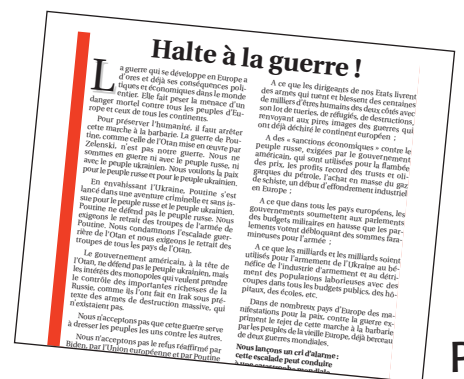 Halte à la guerre !
La guerre qui se développe en Europe a
d'ores et déjà ses conséquences poli-
tiques et économiques dans le monde
entier. Elle fait peser la menace d'un
danger mortel contre tous les peuples d'Eu-
rope et ceux de tous les continents.
Pour préserver l'humanité, il faut arrêter
cette marche à la barbarie. La guerre de Pou-
tine, comme celle de l'Otan mise en œuvre par
Zelenski, n'est pas notre guerre. Nous ne
sommes en guerre ni avec le peuple russe, ni
avec le peuple ukrainien. Nous voulons la paix
pour le peuple russe et pour le peuple ukrainien.
En envahissant l'Ukraine, Poutine s'est
lancé dans une aventure criminelle et sans is-
sue pour le peuple russe et le peuple ukrainien.
Poutine ne défend pas le peuple russe. Nous
exigeons le retrait des troupes de l'armée de
Poutine. Nous condamnons l'escalade guer-
rière de l'Otan et nous exigeons le retrait des
troupes de tous les pays de l'Otan.
Le gouvernement américain, à la tête de
l'Otan, ne défend pas le peuple ukrainien, mais
les intérêts des monopoles qui veulent prendre
le contrôle des importantes richesses de la
Russie, comme ils l'ont fait en Irak sous pré-
texte des armes de destruction massive, qui
n'existaient pas.
Nous n'acceptons pas que cette guerre serve
à dresser les peuples les uns contre les autres.
Nous n'acceptons pas le refus réaffirmé par
Biden, par l'Union européenne et par Poutine
A ce que les dirigeants de nos Etats livrent
des armes qui tuent et blessent des centaines
de milliers d'êtres humains des deux côtés avec
son lot de tueries, de réfugiés, de destructions,
renvoyant aux pires images des guerres qui
ont déjà déchiré le continent européen ;
A des « sanctions économiques » contre le
peuple russe, exigées par le gouvernement
américain, qui sont utilisées pour la flambée
des prix, les profits record des trusts et oli-
garques du pétrole, l'achat en masse du gaz
de schiste, un début d'effondrement industriel
en Europe ;
A ce que dans tous les pays européens, les
gouvernements soumettent aux parlements
des budgets militaires en hausse que les par-
lements votent débloquant des sommes fara-
mineuses pour l'armée ;
A ce que les milliards et les milliards soient
utilisés pour l'armement de l'Ukraine au bé-
néfice de l'industrie d'armement et au détri-
ment des populations laborieuses avec des
coupes dans tous les budgets publics, des hô-
pitaux, des écoles, etc.
Dans de nombreux pays d'Europe des ma-
nifestations pour la paix, contre la guerre ex-
priment le rejet de cette marche à la barbarie
par les peuples de la vieille Europe, déjà berceau
de deux guerres mondiales.
Nous lançons un cri d'alarme :
cette escalade peut conduire